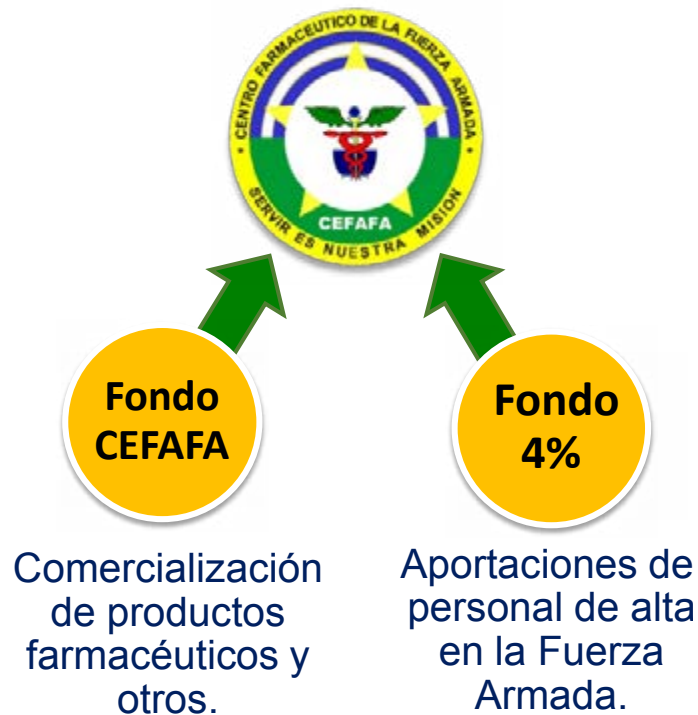 CENTRO FARMACEUTICO DE LA FUERZA ARMADA
CEFAFA
SERVIR ES NUESTRA MISION
Fondo
CEFAFA
Fondo
4%
Comercialización
de productos
farmacéuticos y
otros.
Aportaciones de
personal de alta
en la Fuerza
Armada.